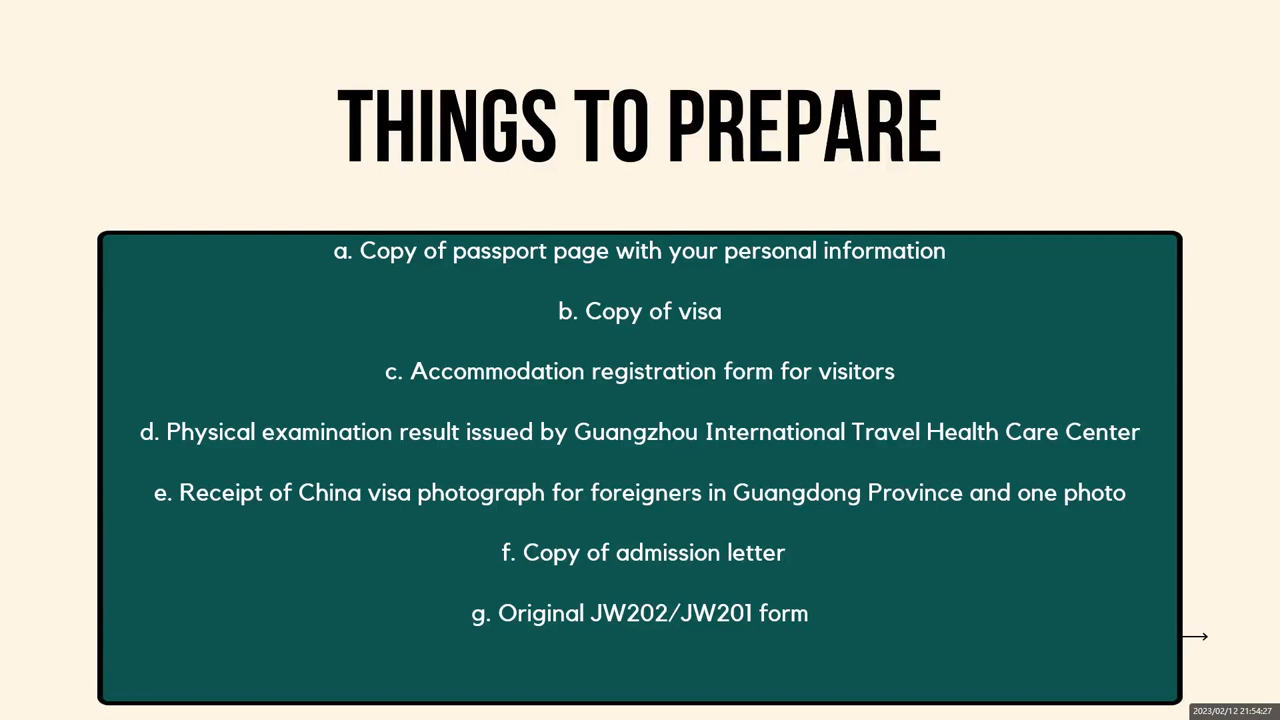 THINGS TO PREPARE
a. Copy of passport page with your personal information
b. Copy of visa
c. Accommodation registration form for visitors
d. Physical examination result issued by Guangzhou International Travel Health Care Center
e. Receipt of China visa photograph for foreigners in Guangdong Province and one photo
f. Copy of admission letter
g. Original JW202/JW201 form
2023/02/12 21:54:27